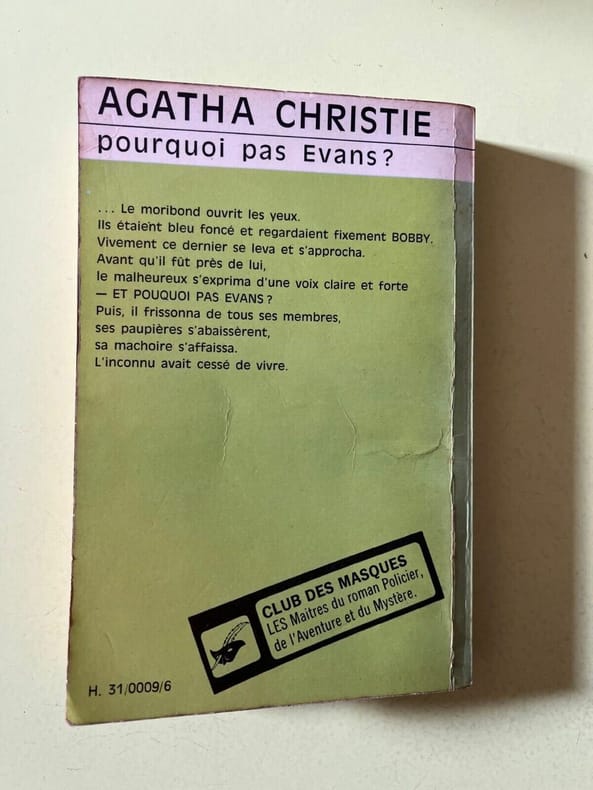 AGATHA CHRISTIE
pourquoi pas Evans?
... Le moribond ouvrit les yeux.
Ils étaient bleu foncé et regardaient fixement BOBBY.
Vivement ce dernier se leva et s'approcha.
Avant qu'il fût près de lui,
le malheureux s'exprima d'une voix claire et forte
— ET POUQUOI PAS EVANS?
Puis, il frissonna de tous ses membres,
ses paupières s'abaissèrent,
sa machoire s'affaissa.
L'inconnu avait cessé de vivre.
CLUB DES MASQUES
LES Maitres du roman Policier,
de l'Aventure et du Mystère.
H. 31/0009/6